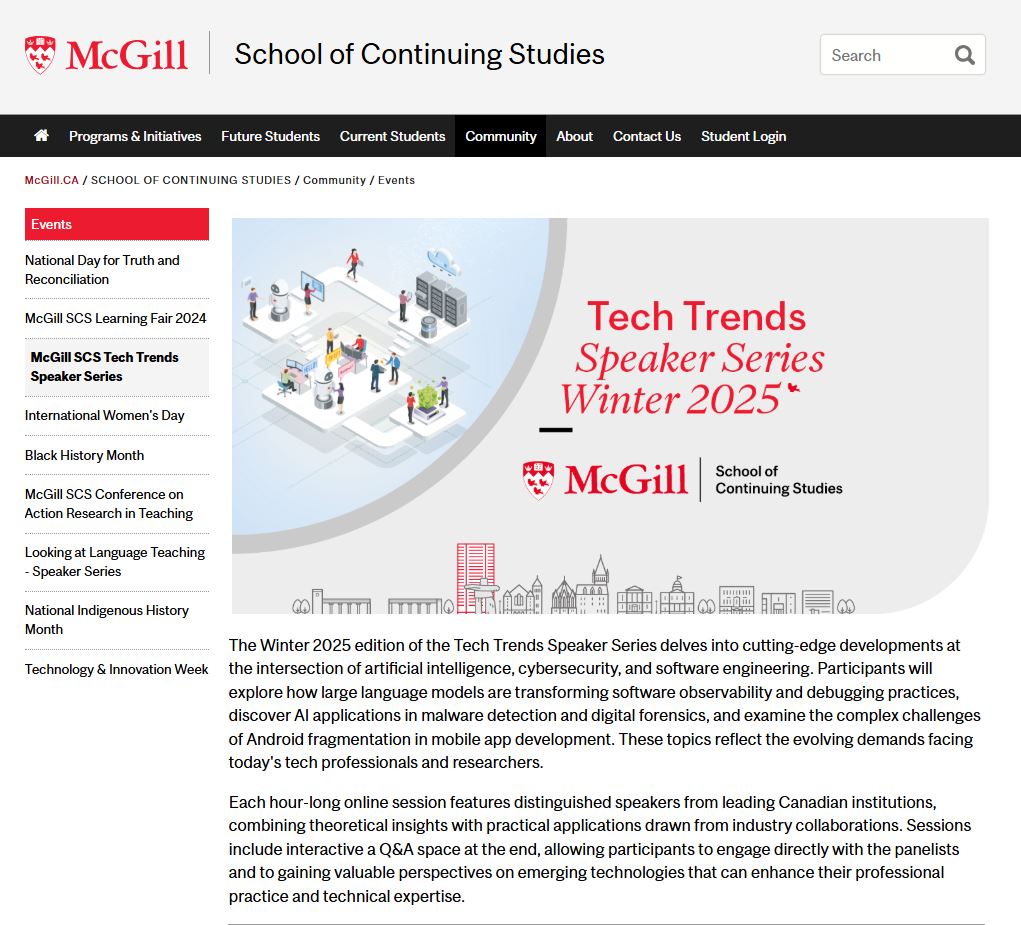 McGill
School of Continuing Studies
Search
Programs & Initiatives
Future Students
Current Students
Community
About
Contact Us
Student Login
McGill.CA / SCHOOL OF CONTINUING STUDIES / Community / Events
Events
National Day for Truth and
Reconciliation
McGill SCS Learning Fair 2024
McGill SCS Tech Trends
Speaker Series
International Women's Day
Black History Month
McGill SCS Conference on
Action Research in Teaching
Looking at Language Teaching
- Speaker Series
National Indigenous History
Month
Technology & Innovation Week
Tech Trends
Speaker Series
Winter 2025
McGill
School of
Continuing Studies
The Winter 2025 edition of the Tech Trends Speaker Series delves into cutting-edge developments at
the intersection of artificial intelligence, cybersecurity, and software engineering. Participants will
explore how large language models are transforming software observability and debugging practices,
discover AI applications in malware detection and digital forensics, and examine the complex challenges
of Android fragmentation in mobile app development. These topics reflect the evolving demands facing
today's tech professionals and researchers.
Each hour-long online session features distinguished speakers from leading Canadian institutions,
combining theoretical insights with practical applications drawn from industry collaborations. Sessions
include interactive a Q&A space at the end, allowing participants to engage directly with the panelists
and to gaining valuable perspectives on emerging technologies that can enhance their professional
practice and technical expertise.